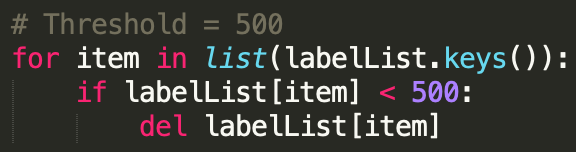 # Threshold = 500
for item in list(labelList.keys()):
    if labelList[item] < 500:
        del labelList[item]